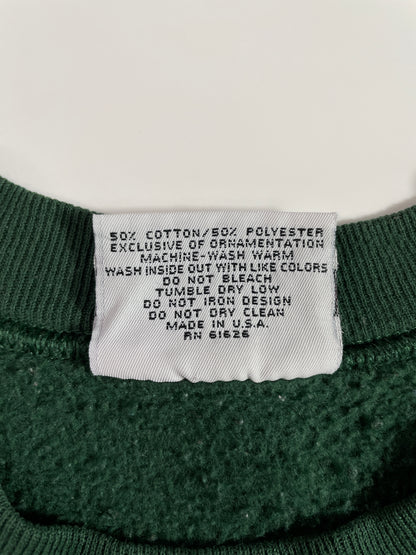 50% COTTON/50% POLYESTER
EXCLUSIVE OF ORNAMENTATION
MACHINE-WASH WARM
WASH INSIDE OUT WITH LIKE COLORS
DO NOT BLEACH
TUMBLE DRY LOW
DO NOT IRON DESIGN
DO NOT DRY CLEAN
MADE IN U.S.A.
RN 61626